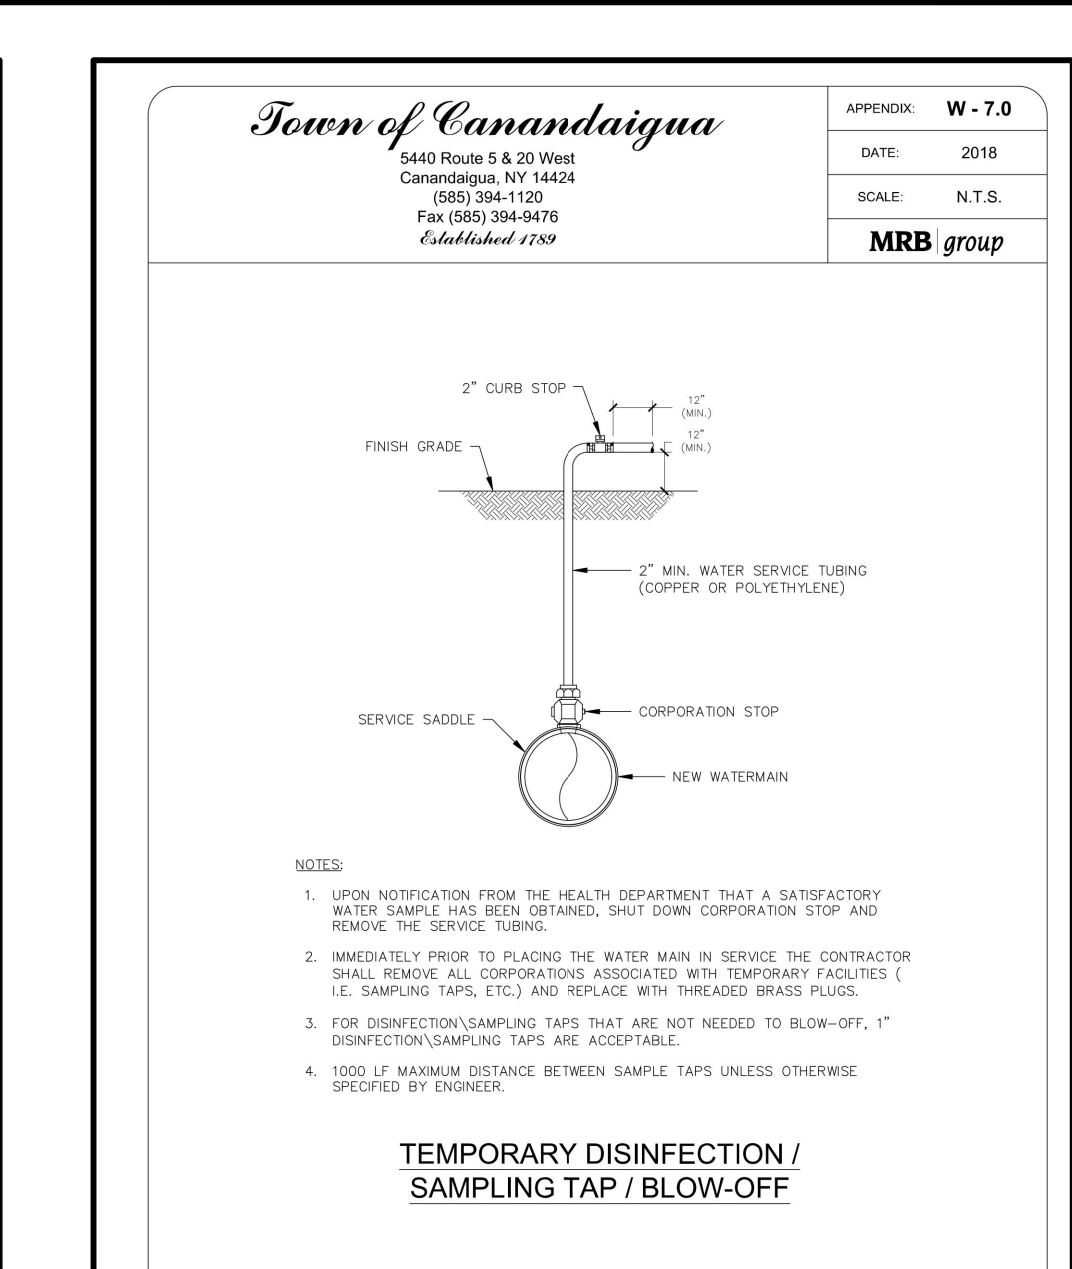 Town of Canandaigua
5440 Route 5 & 20 West
Canandaigua, NY 14424
(585) 394-1120
Fax (585) 394-9476
Established 1789
APPENDIX: W - 7.0
DATE: 2018
SCALE: N.T.S.
MRB group
2" CURB STOP
12"
(MIN.)
12"
(MIN.)
FINISH GRADE
2" MIN. WATER SERVICE TUBING
(COPPER OR POLYETHYLENE)
SERVICE SADDLE
CORPORATION STOP
NEW WATERMAIN
NOTES:
1. UPON NOTIFICATION FROM THE HEALTH DEPARTMENT THAT A SATISFACTORY
WATER SAMPLE HAS BEEN OBTAINED, SHUT DOWN CORPORATION STOP AND
REMOVE THE SERVICE TUBING.
2. IMMEDIATELY PRIOR TO PLACING THE WATER MAIN IN SERVICE THE CONTRACTOR
SHALL REMOVE ALL CORPORATIONS ASSOCIATED WITH TEMPORARY FACILITIES (
I.E. SAMPLING TAPS, ETC.) AND REPLACE WITH THREADED BRASS PLUGS.
3. FOR DISINFECTION\SAMPLING TAPS THAT ARE NOT NEEDED TO BLOW-OFF, 1"
DISINFECTION\SAMPLING TAPS ARE ACCEPTABLE.
4. 1000 LF MAXIMUM DISTANCE BETWEEN SAMPLE TAPS UNLESS OTHERWISE
SPECIFIED BY ENGINEER.
TEMPORARY DISINFECTION /
SAMPLING TAP / BLOW-OFF